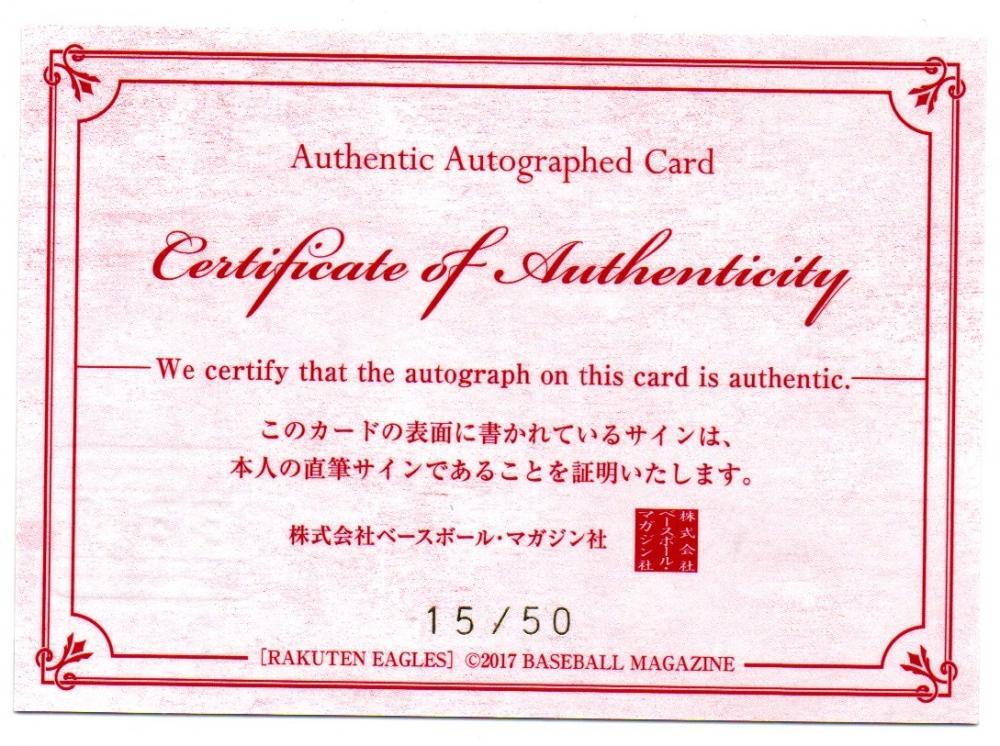 Authentic Autographed Card
Certificate of Authenticity
We certify that the autograph on this card is authentic.
このカードの表面に書かれているサインは、
本人の直筆サインであることを証明いたします。
株式会社ベースボール・マガジン社
株式会社
ベースボール・
マガジン社
15/50
[RAKUTEN EAGLES] ©2017 BASEBALL MAGAZINE